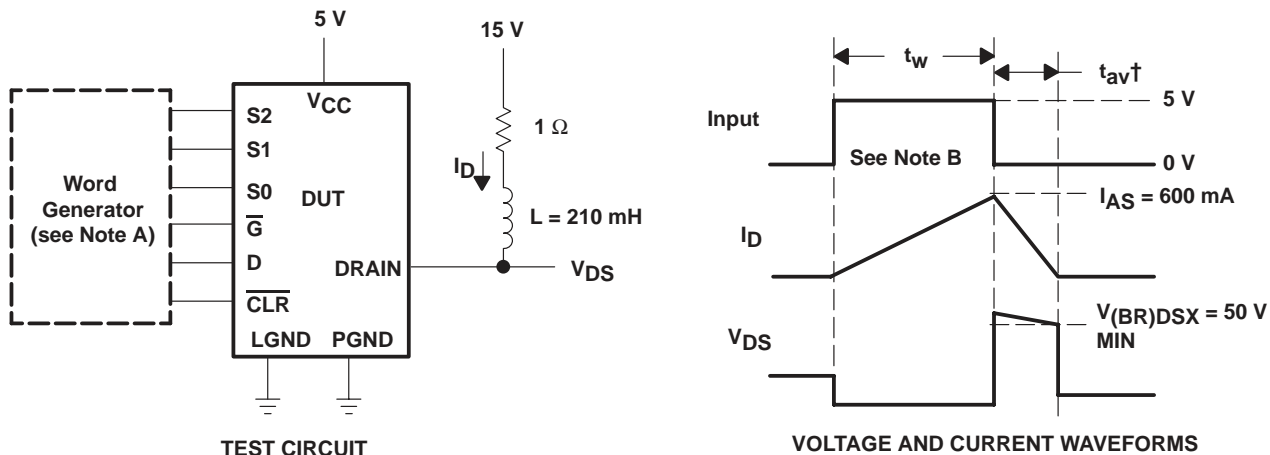 5 V
15 V
VCC
Word
Generator
(see Note A)
S2
S1
S0
G
D
CLR
DUT
DRAIN
LGND PGND
ID
1 Ω
L = 210 mH
VDS
TEST CIRCUIT
tw
tav†
Input
5 V
See Note B
0 V
IAS = 600 mA
ID
V(BR)DSX = 50 V
MIN
VDS
VOLTAGE AND CURRENT WAVEFORMS